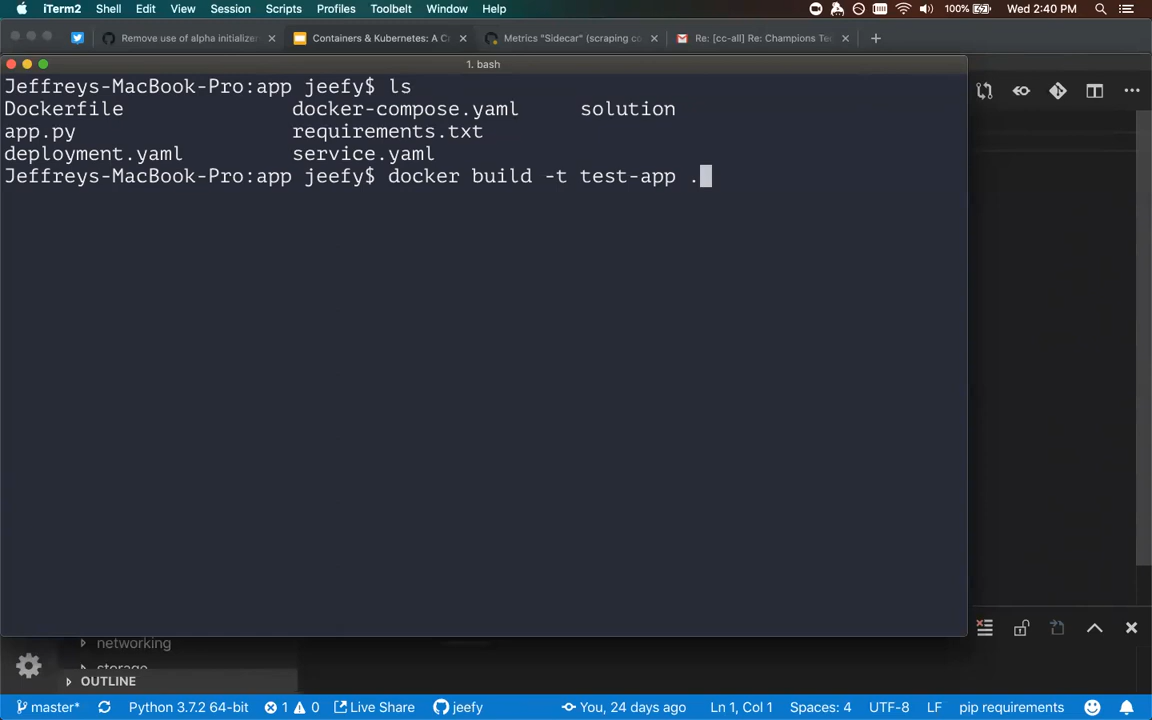 iTerm2 Shell Edit View Session Scripts Profiles Toolbelt Window Help 100% Wed 2:40 PM
Remove use of alpha initialize Containers & Kubernetes: A C Metrics "Sidecar" (scraping co Re: [cc-all] Re: Champions Te
1. bash
Jeffreys-MacBook-Pro:app jeefy$ ls
Dockerfile docker-compose.yaml solution
app.py requirements.txt
deployment.yaml service.yaml
Jeffreys-MacBook-Pro:app jeefy$ docker build -t test-app .
networking
storage
OUTLINE
master* Python 3.7.2 64-bit 1 0 Live Share jeefy You, 24 days ago Ln 1, Col 1 Spaces: 4 UTF-8 LF pip requirements